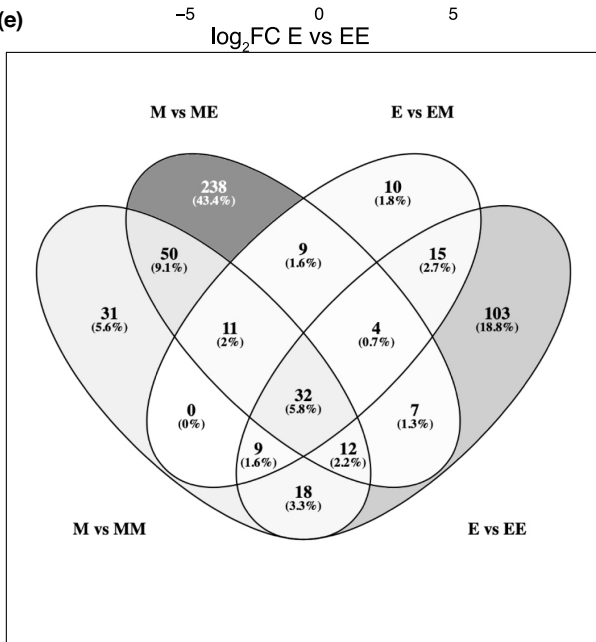 (e)
−5 0 5
log₂FC E vs EE
M vs ME E vs EM
238 10
(43.4%) (1.8%)
50 9 15
(9.1%) (1.6%) (2.7%)
31 11 4 103
(5.6%) (2%) (0.7%) (18.8%)
32
(5.8%)
0 7
(0%) (1.3%)
9 12
(1.6%) (2.2%)
18
(3.3%)
M vs MM E vs EE